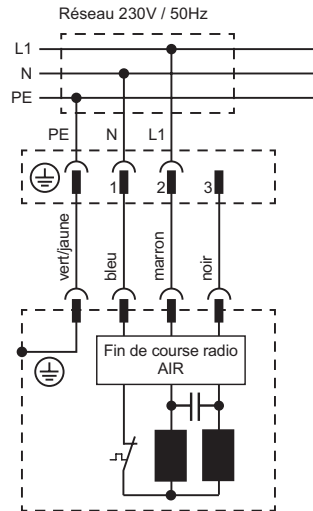 Réseau 230V / 50Hz
L1
N
PE
PE N L1
1 2 3
vert/jaune
bleu
marron
noir
Fin de course radio
AIR